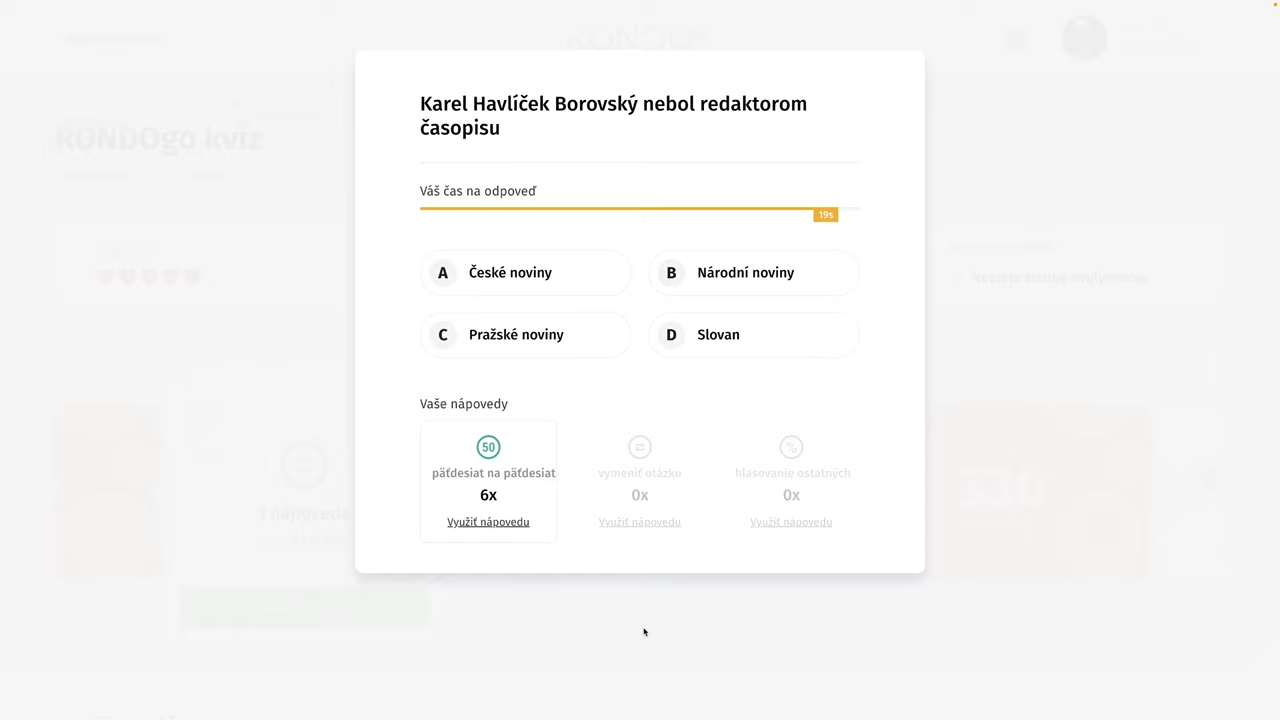 RONDOgo kvíz
Karel Havlíček Borovský nebol redaktorom
časopisu
Váš čas na odpoveď
19s
A České noviny
B Národní noviny
C Pražské noviny
D Slovan
Vaše nápovedy
50
päťdesiat na päťdesiat
6x
Využiť nápovedu
vymeniť otázku
0x
Využiť nápovedu
%
hlasovanie ostatných
0x
Využiť nápovedu
330